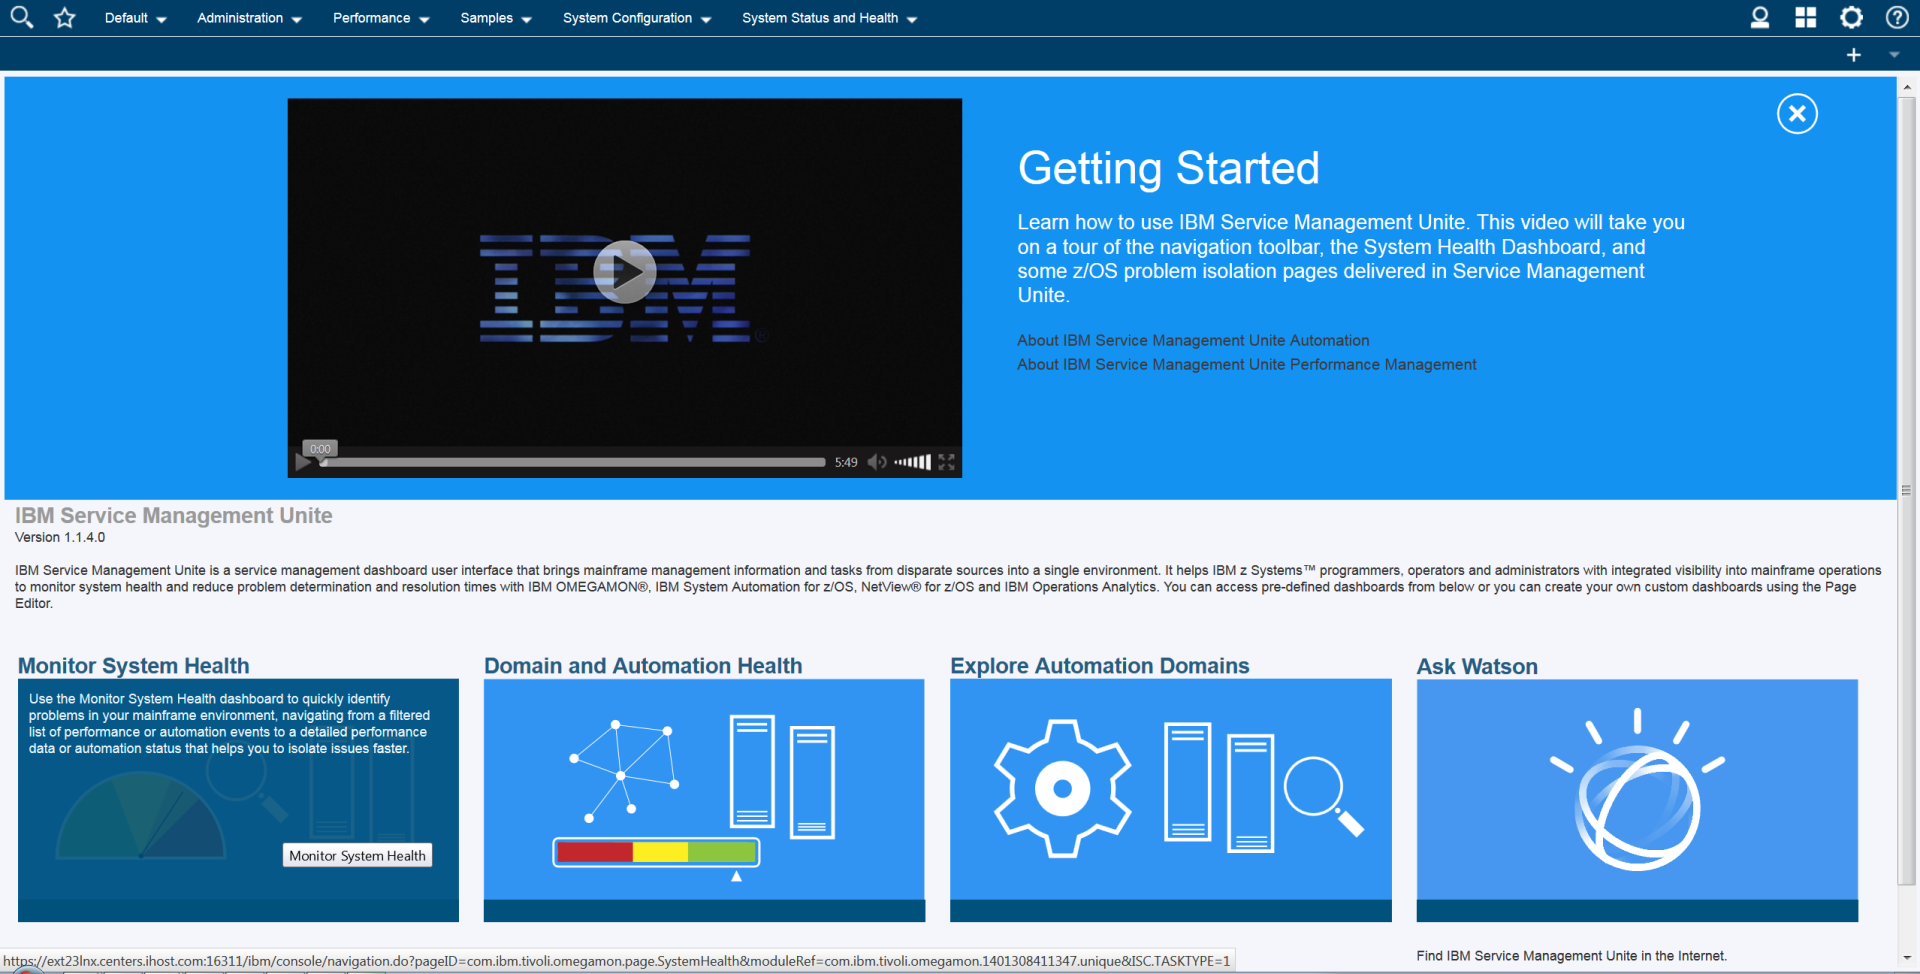 Default
Administration
Performance
Samples
System Configuration
System Status and Health
IBM®
0:00
5:49
Getting Started
Learn how to use IBM Service Management Unite. This video will take you
on a tour of the navigation toolbar, the System Health Dashboard, and
some z/OS problem isolation pages delivered in Service Management
Unite.
About IBM Service Management Unite Automation
About IBM Service Management Unite Performance Management
IBM Service Management Unite
Version 1.1.4.0
IBM Service Management Unite is a service management dashboard user interface that brings mainframe management information and tasks from disparate sources into a single environment. It helps IBM z Systems™ programmers, operators and administrators with integrated visibility into mainframe operations
to monitor system health and reduce problem determination and resolution times with IBM OMEGAMON®, IBM System Automation for z/OS, NetView® for z/OS and IBM Operations Analytics. You can access pre-defined dashboards from below or you can create your own custom dashboards using the Page
Editor.
Monitor System Health
Use the Monitor System Health dashboard to quickly identify
problems in your mainframe environment, navigating from a filtered
list of performance or automation events to a detailed performance
data or automation status that helps you to isolate issues faster.
Monitor System Health
Domain and Automation Health
Explore Automation Domains
Ask Watson
Find IBM Service Management Unite in the Internet.
https://ext23lnx.centers.ihost.com:16311/ibm/console/navigation.do?pageID=com.ibm.tivoli.omegamon.page.SystemHealth&moduleRef=com.ibm.tivoli.omegamon.1401308411347.unique&ISC.TASKTYPE=1